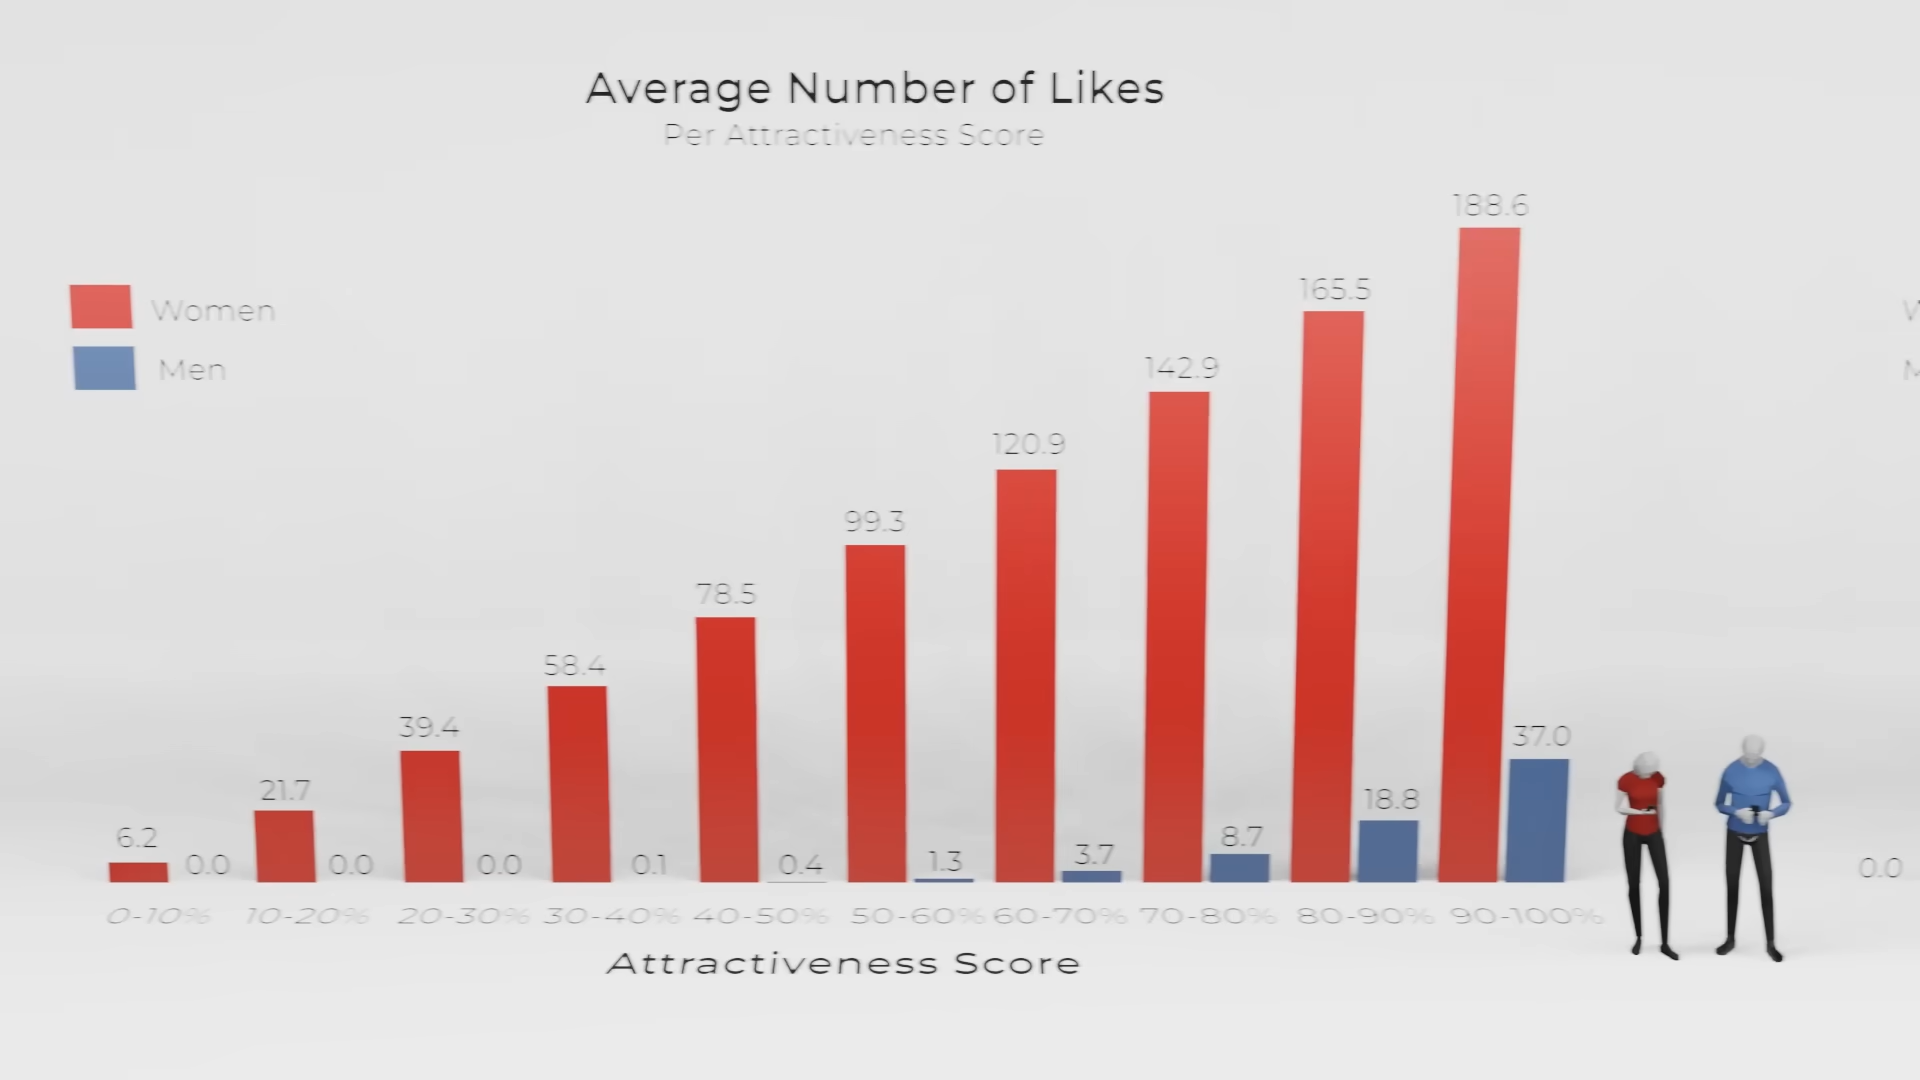 Average Number of Likes
Per Attractiveness Score
Women
Men
6.2 0.0 21.7 0.0 39.4 0.0 58.4 0.1 78.5 0.4 99.3 1.3 120.9 3.7 142.9 8.7 165.5 18.8 188.6 37.0 0.0
0-10% 10-20% 20-30% 30-40% 40-50% 50-60% 60-70% 70-80% 80-90% 90-100%
Attractiveness Score